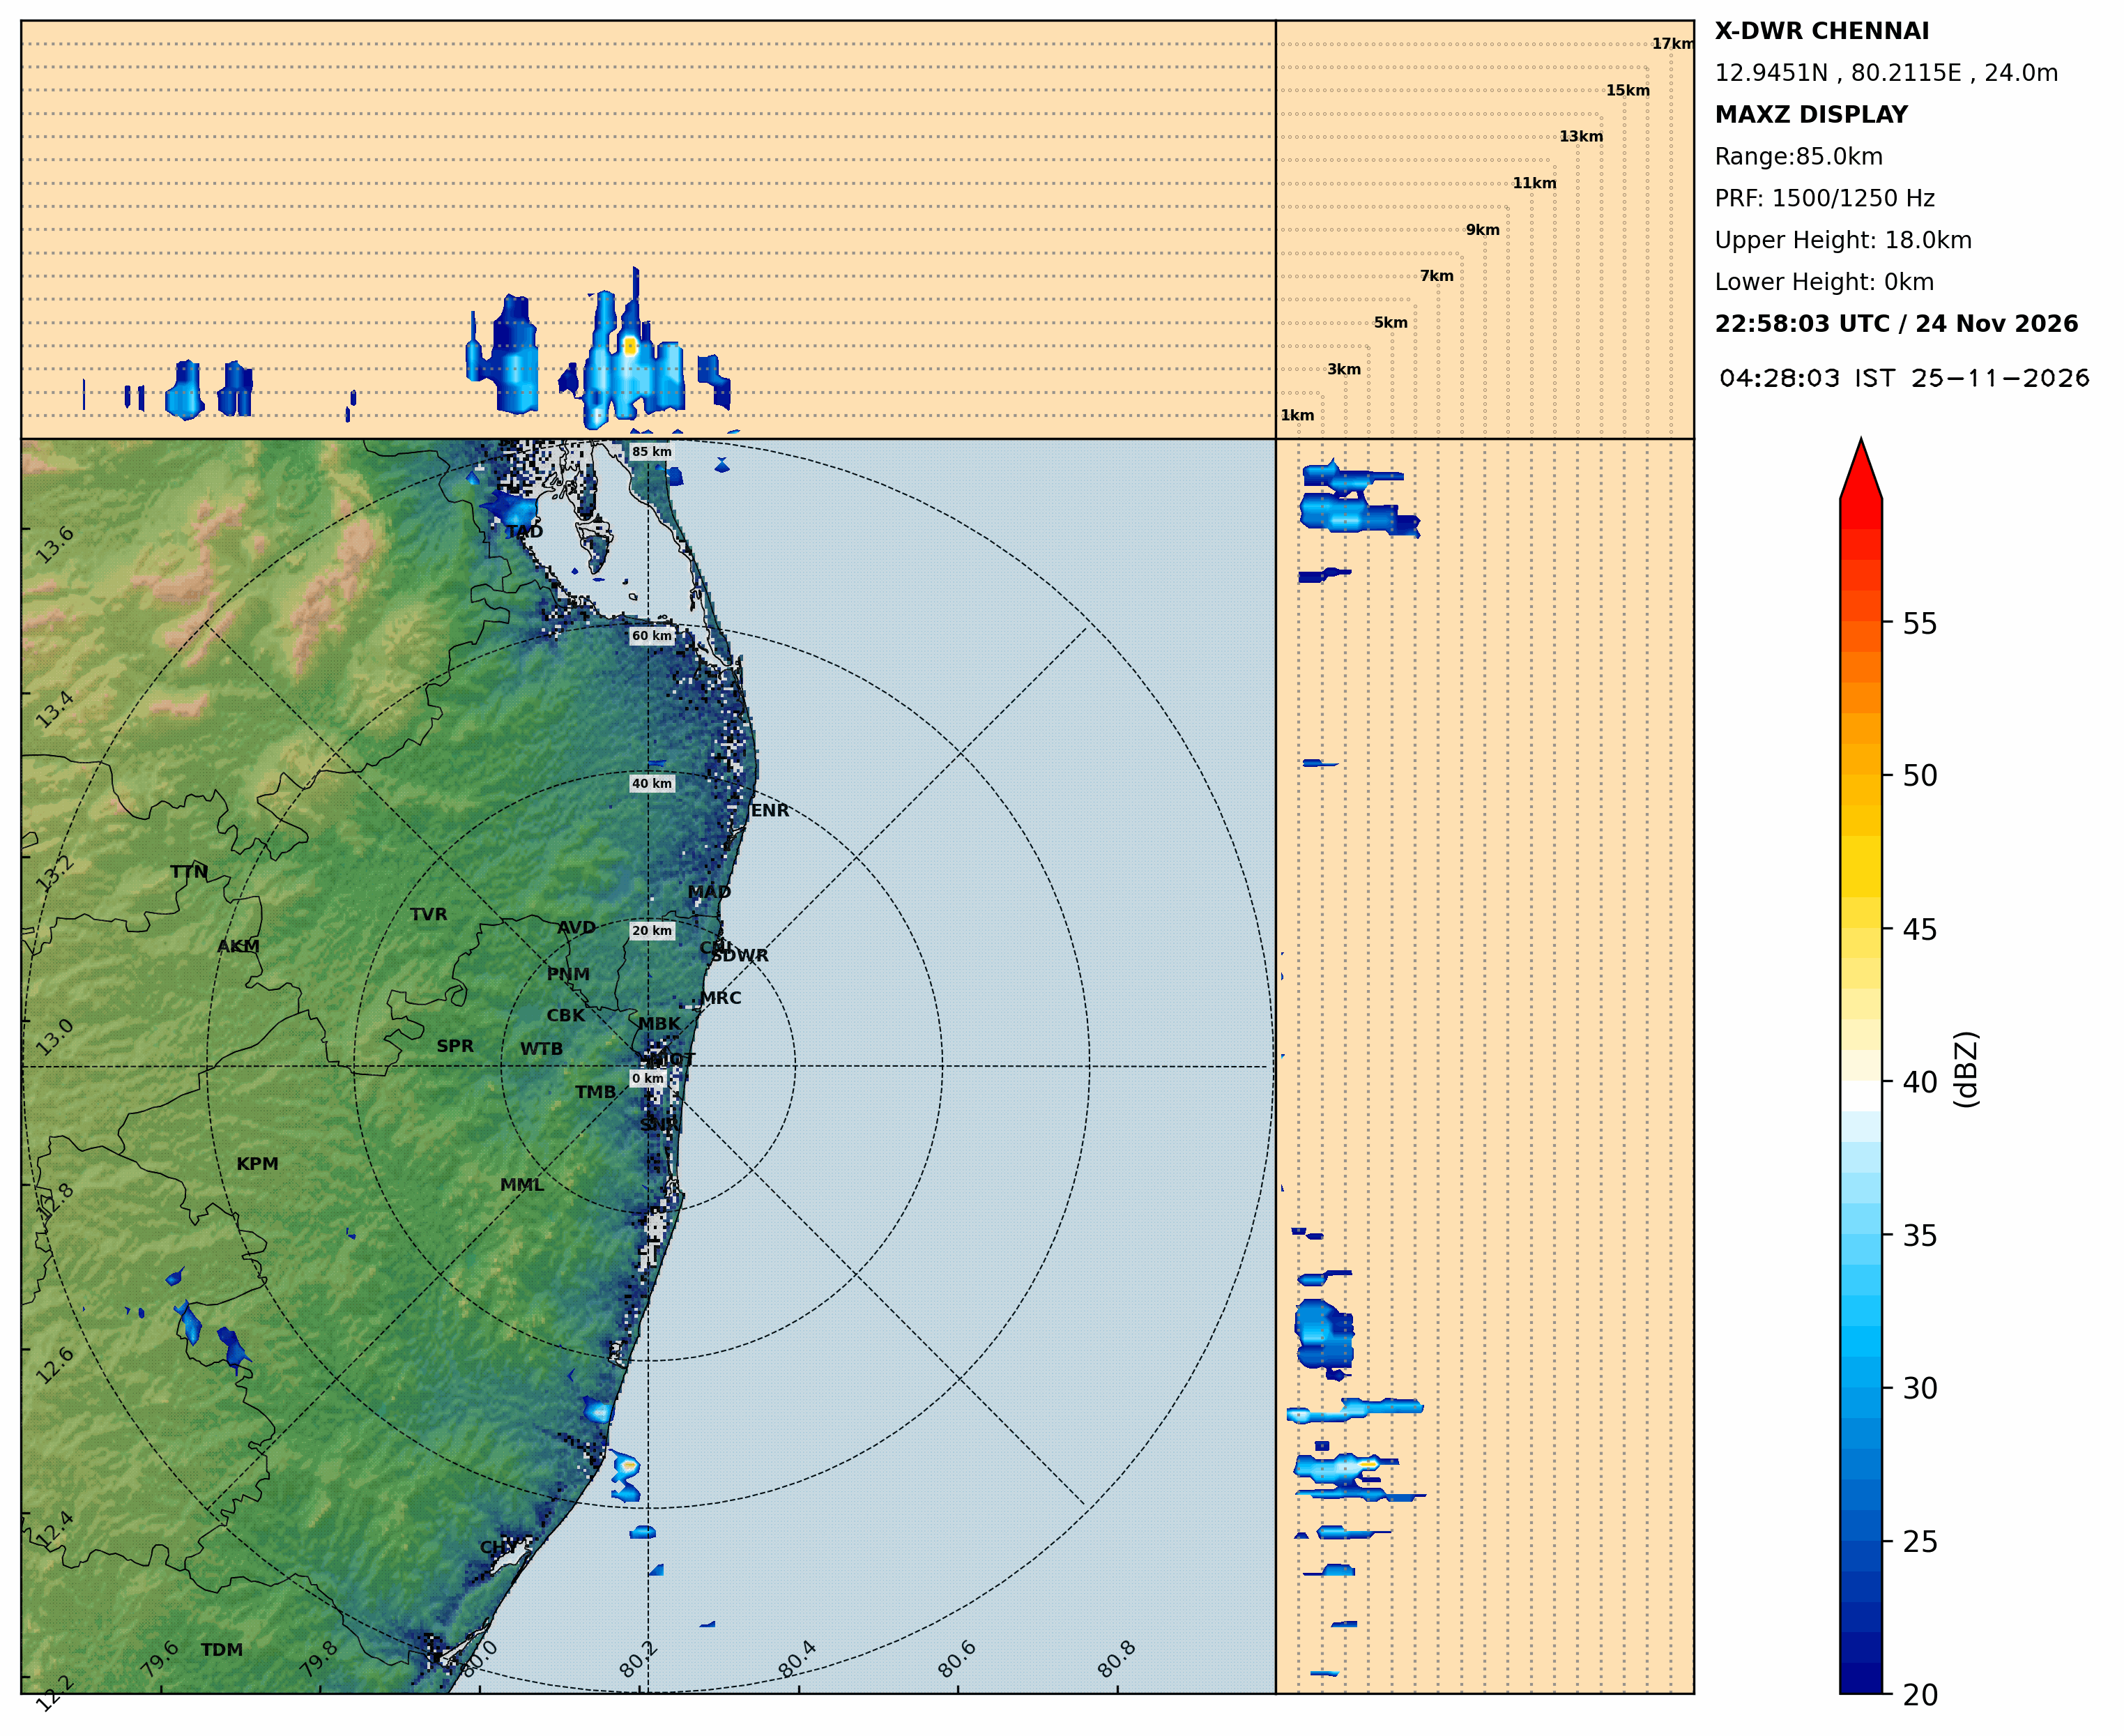 X-DWR CHENNAI
12.9451N , 80.2115E , 24.0m
MAXZ DISPLAY
Range:85.0km
PRF: 1500/1250 Hz
Upper Height: 18.0km
Lower Height: 0km
22:58:03 UTC / 24 Nov 2026
04:28:03 IST 25-11-2026
17km
15km
13km
11km
9km
7km
5km
3km
1km
85 km
TAD
13.6
60 km
13.4
40 km
ENR
13.2
TTN
MAD
TVR
AVD
20 km
AKM
SDWR
PNM
MRC
CBK
MBK
13.0
SPR
WTB
0 km
TMB
SNR
KPM
MML
12.8
12.6
12.4
CHY
TDM
12.2
79.6
79.8
80.0
80.2
80.4
80.6
80.8
55
50
45
40
35
30
25
20
(dBZ)